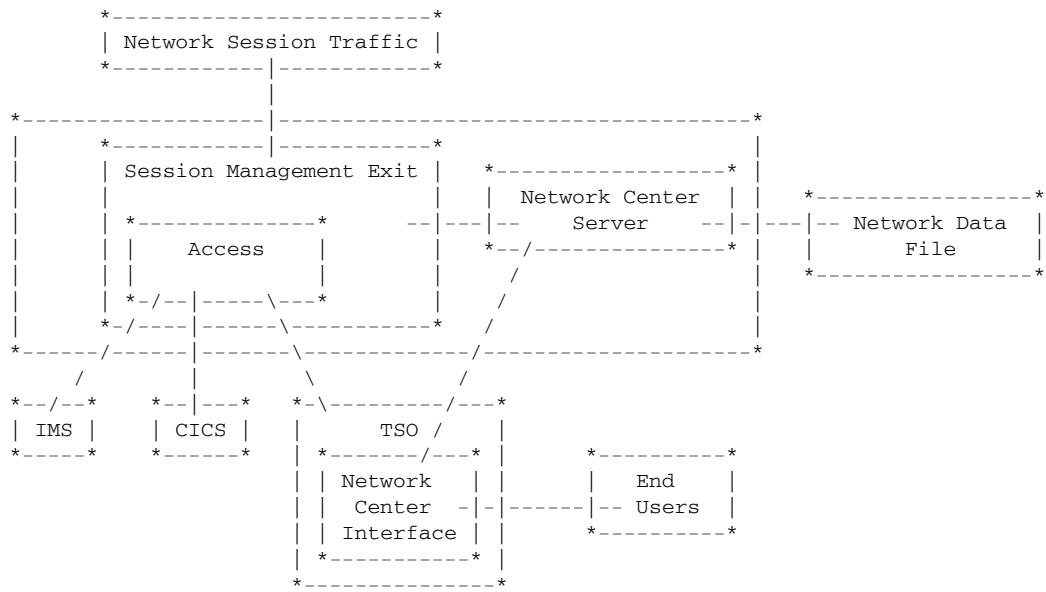 Network Session Traffic
Session Management Exit
Network Center
Server
Network Data
File
Access
IMS
CICS
TSO
Network
Center
Interface
End
Users